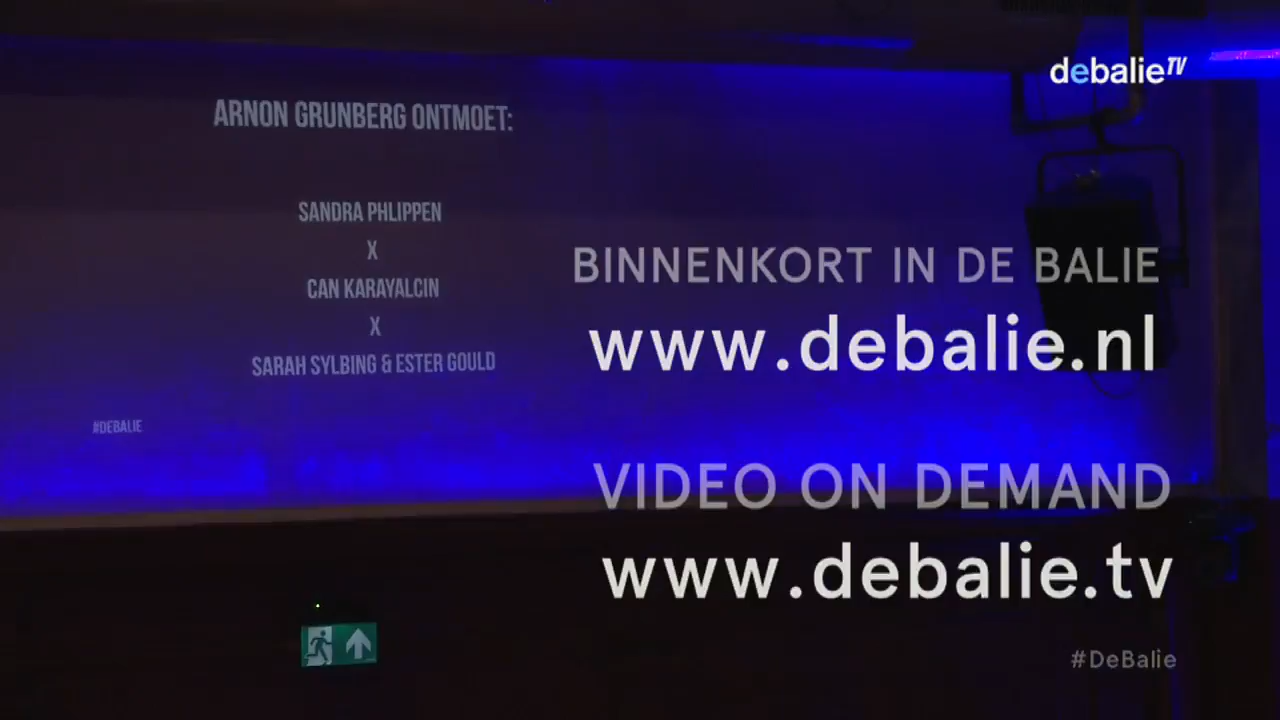 debalieTV
ARNON GRUNBERG ONTMOET:
SANDRA PHLIPPEN
X
CAN KARAYALCIN
X
SARAH SYLBING & ESTER GOULD
#DEBALIE
BINNENKORT IN DE BALIE
www.debalie.nl
VIDEO ON DEMAND
www.debalie.tv
#DeBalie